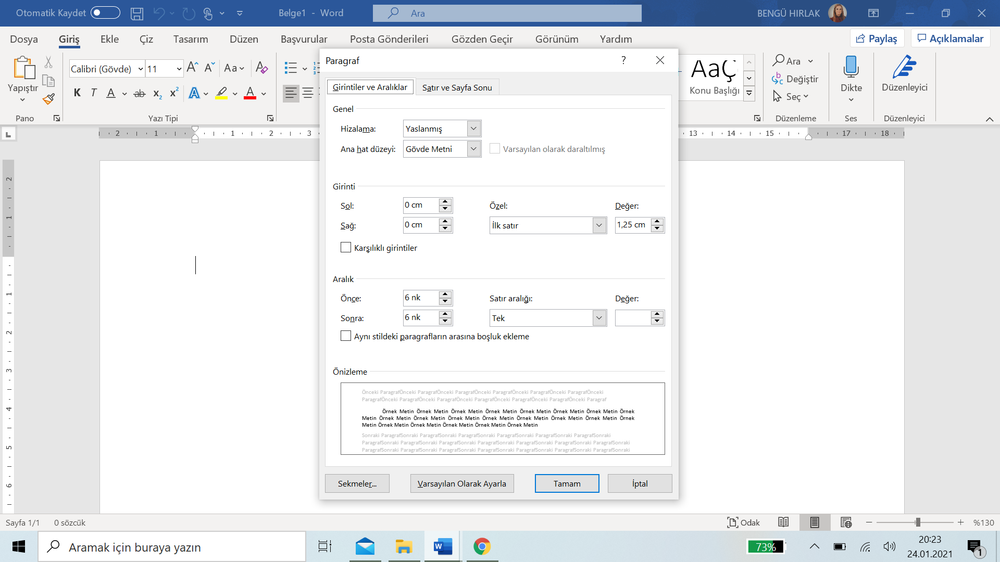 Otomatik Kaydet
Belge1 - Word
Ara
BENGÜ HIRLAK
Dosya Giriş Ekle Çiz Tasarım Düzen Başvurular Posta Gönderileri Gözden Geçir Görünüm Yardım
Paylaş Açıklamalar
Yapıştır
Pano
Calibri (Gövde) 11
Aa
K T A ab x2 x2 A A
Yazı Tipi
AaÇ
Konu Başlığı
Ara
Değiştir
Seç
Düzenleme
Dikte
Ses
Düzenleyici
Düzenleyici
2 1 1 2 3 13 14 15 17 18
2 1 1 2 3 4 5 6
Paragraf
?
Girintiler ve Aralıklar Satır ve Sayfa Sonu
Genel
Hizalama: Yaslanmış
Ana hat düzeyi: Gövde Metni Varsayılan olarak daraltılmış
Girinti
Sol: 0 cm Özel: Değer:
Sağ: 0 cm İlk satır 1,25 cm
Karşılıklı girintiler
Aralık
Önce: 6 nk Satır aralığı: Değer:
Sonra: 6 nk Tek
Aynı stildeki paragrafların arasına boşluk ekleme
Önizleme
Önceki ParagrafÖnceki ParagrafÖnceki ParagrafÖnceki ParagrafÖnceki ParagrafÖnceki ParagrafÖnceki
ParagrafÖnceki ParagrafÖnceki ParagrafÖnceki ParagrafÖnceki ParagrafÖnceki ParagrafÖnceki Paragraf
Örnek Metin Örnek Metin Örnek Metin Örnek Metin Örnek Metin Örnek Metin Örnek Metin Örnek
Metin Örnek Metin Örnek Metin Örnek Metin Örnek Metin Örnek Metin Örnek Metin Örnek Metin Örnek
Metin Örnek Metin Örnek Metin Örnek Metin Örnek Metin Örnek Metin
Sonraki ParagrafSonraki ParagrafSonraki ParagrafSonraki ParagrafSonraki ParagrafSonraki ParagrafSonraki
ParagrafSonraki ParagrafSonraki ParagrafSonraki ParagrafSonraki ParagrafSonraki ParagrafSonraki ParagrafSonraki
ParagrafSonraki ParagrafSonraki ParagrafSonraki ParagrafSonraki ParagrafSonraki ParagrafSonraki ParagrafSonraki
Sekmeler... Varsayılan Olarak Ayarla Tamam İptal
Sayfa 1/1 0 sözcük
Odak
%130
Aramak için buraya yazın
73%
20:23
24.01.2021
1